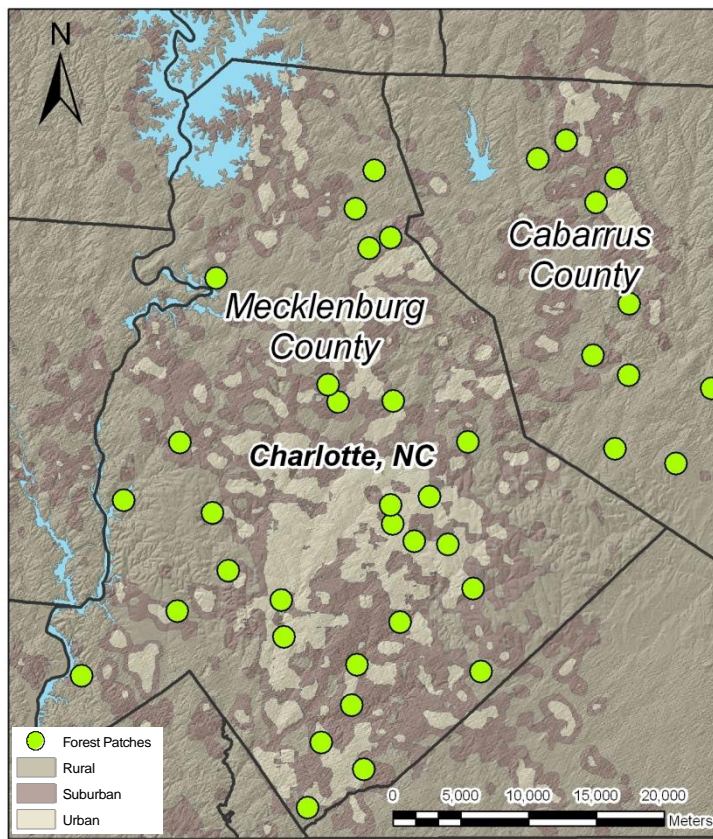 N
Cabarrus
County
Mecklenburg
County
Charlotte, NC
Forest Patches
Rural
Suburban
Urban
0 5,000 10,000 15,000 20,000
Meters